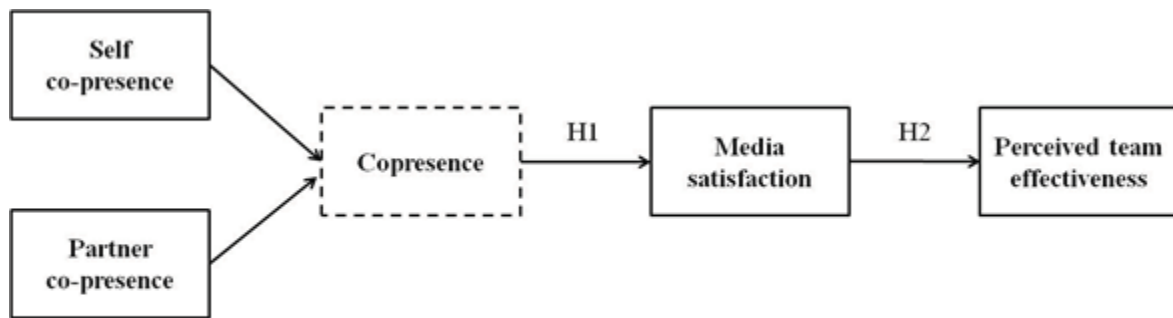 Self
co-presence
Copresence
H1
Media
satisfaction
H2
Perceived team
effectiveness
Partner
co-presence